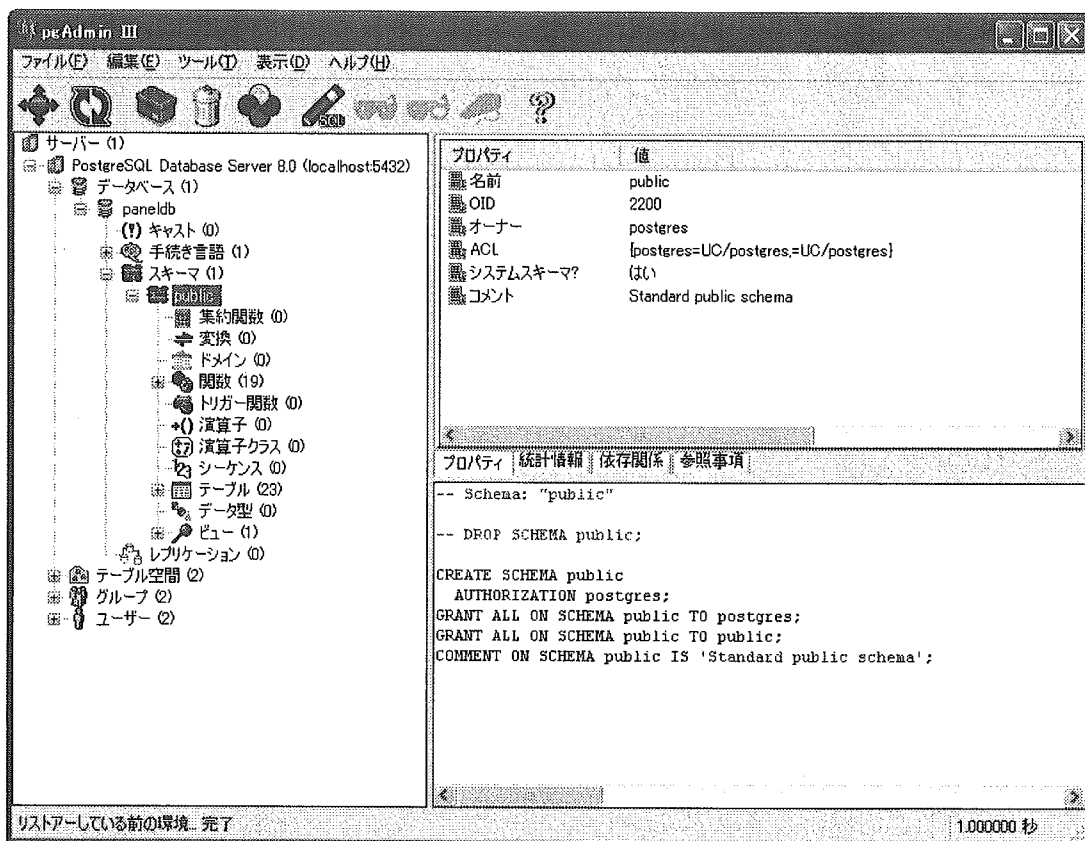 pgAdmin III
ファイル(F) 編集(E) ツール(T) 表示(D) ヘルプ(H)
SQL
サーバー (1)
PostgreSQL Database Server 8.0 (localhost:5432)
データベース (1)
paneldb
キャスト (0)
手続き言語 (1)
スキーマ (1)
public
集約関数 (0)
変換 (0)
ドメイン (0)
関数 (19)
トリガー関数 (0)
演算子 (0)
演算子クラス (0)
シーケンス (0)
テーブル (23)
データ型 (0)
ビュー (1)
レプリケーション (0)
テーブル空間 (2)
グループ (2)
ユーザー (2)
プロパティ 値
名前 public
OID 2200
オーナー postgres
ACL {postgres=UC/postgres,=UC/postgres}
システムスキーマ? はい
コメント Standard public schema
プロパティ 統計情報 依存関係 参照事項
-- Schema: "public"
-- DROP SCHEMA public;
CREATE SCHEMA public
AUTHORIZATION postgres;
GRANT ALL ON SCHEMA public TO postgres;
GRANT ALL ON SCHEMA public TO public;
COMMENT ON SCHEMA public IS 'Standard public schema';
リストアーしている前の環境... 完了
1.000000 秒